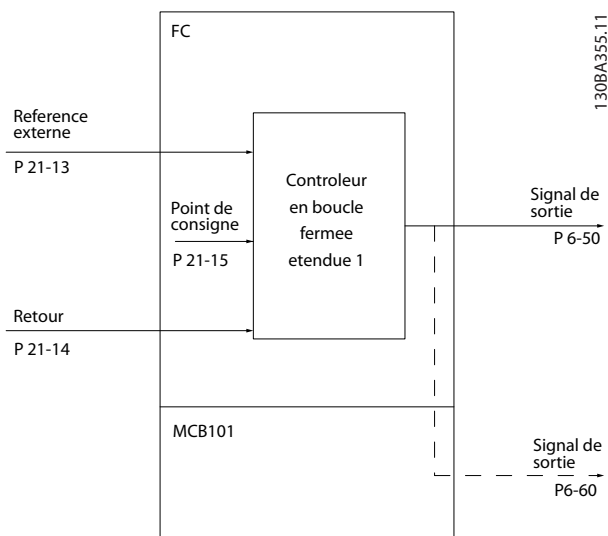 FC
130BA355.11
Reference
externe
P 21-13
Controleur
en boucle
fermee
etendue 1
Point de
consigne
P 21-15
Signal de
sortie
P 6-50
Retour
P 21-14
MCB101
Signal de
sortie
P6-60